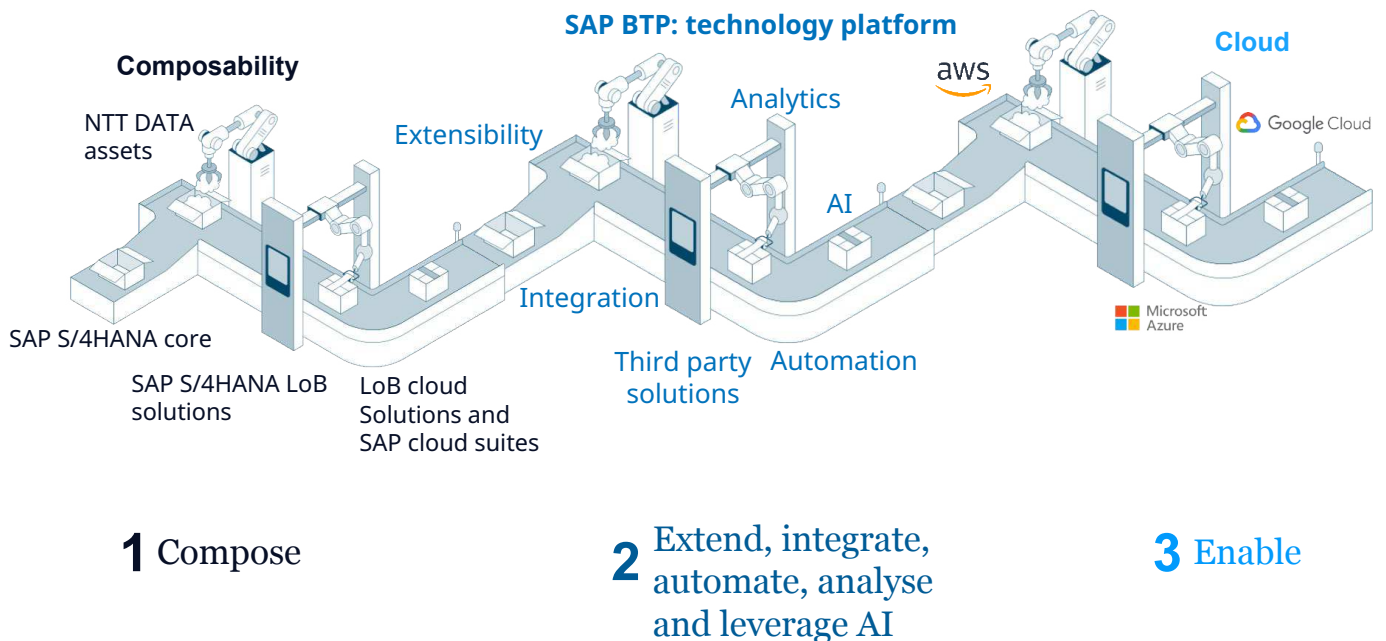 SAP BTP: technology platform
Composability
Cloud
aws
NTT DATA
assets
Extensibility
Analytics
Google Cloud
AI
Integration
Microsoft
Azure
SAP S/4HANA core
Third party
solutions
Automation
SAP S/4HANA LoB
solutions
LoB cloud
Solutions and
SAP cloud suites
1 Compose
2 Extend, integrate,
automate, analyse
and leverage AI
3 Enable